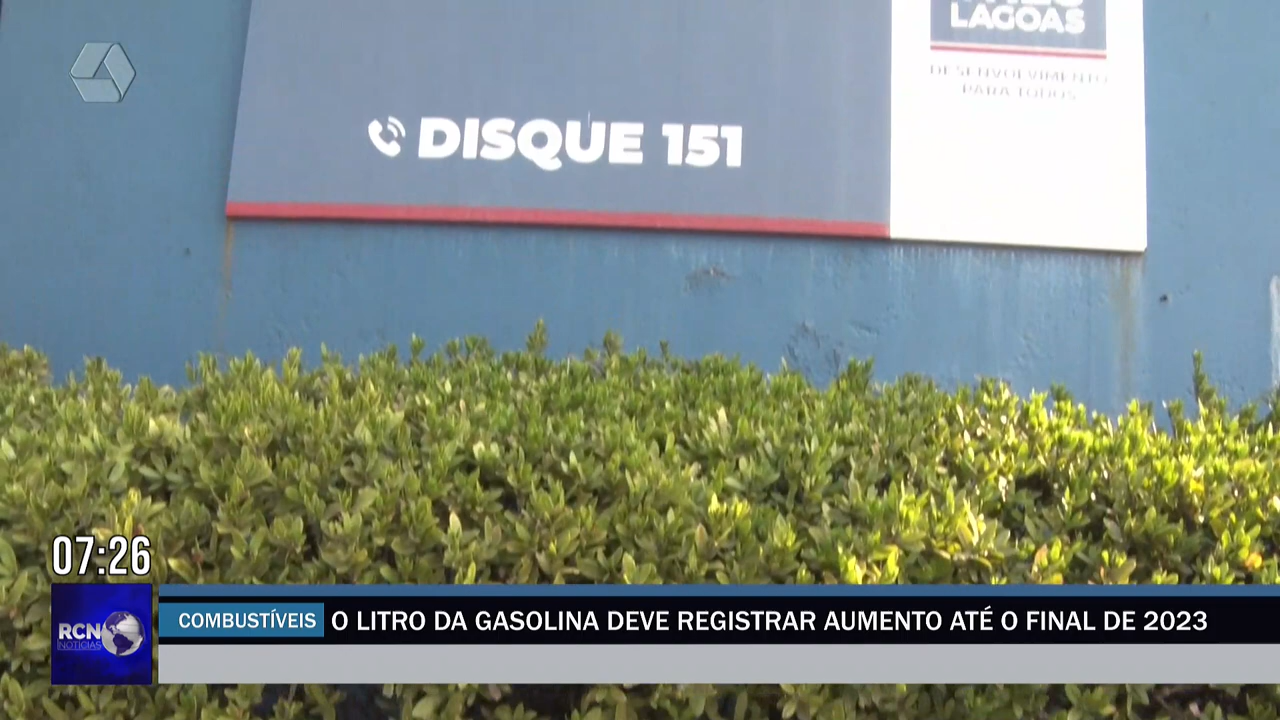 LAGOAS
DESENVOLVIMENTO
PARA TODOS
DISQUE 151
07:26
RCN
NOTÍCIAS
COMBUSTÍVEIS
O LITRO DA GASOLINA DEVE REGISTRAR AUMENTO ATÉ O FINAL DE 2023